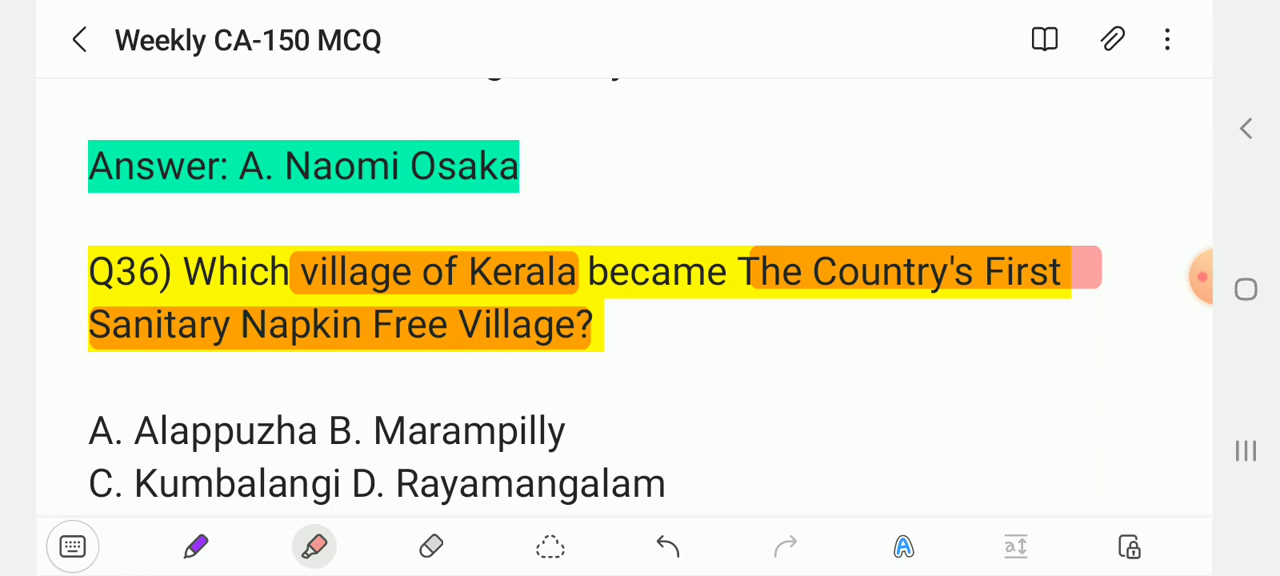 Weekly CA-150 MCQ
Answer: A. Naomi Osaka
Q36) Which village of Kerala became The Country's First
Sanitary Napkin Free Village?
A. Alappuzha B. Marampilly
C. Kumbalangi D. Rayamangalam